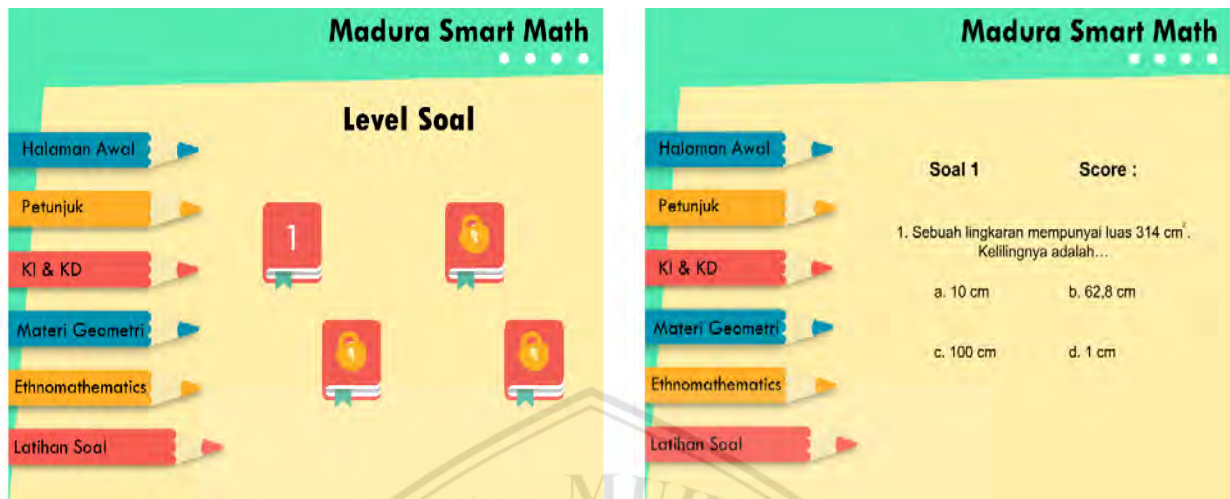 Madura Smart Math
Level Soal
Halaman Awal
Petunjuk
KI & KD
Materi Geometri
Ethnomathematics
Latihan Soal
1
Madura Smart Math
Halaman Awal
Petunjuk
KI & KD
Materi Geometri
Ethnomathematics
Latihan Soal
Soal 1 Score :
1. Sebuah lingkaran mempunyai luas 314 cm².
Kelilingnya adalah...
a. 10 cm b. 62,8 cm
c. 100 cm d. 1 cm